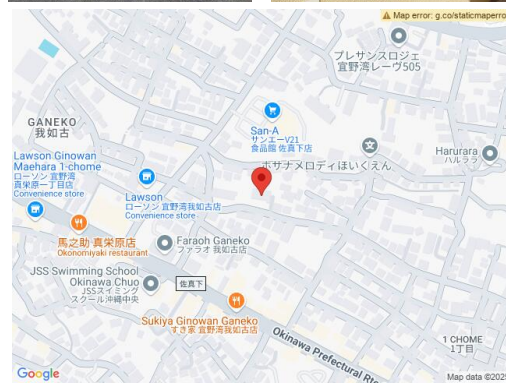 Map error: g.co/staticmaperro
プレサンスロジェ
宜野湾レーヴ505
San-A
サンエーV21
食品館 佐真下店
GANEKO
我如古
Lawson Ginowan
Maehara 1-chome
ローソン 宜野湾
真栄原一丁目店
Convenience store
ポサナメロディほいくえん
Harurara
ハルララ
Lawson
ローソン 宜野湾我如古店
Convenience store
馬之助 真栄原店
Okonomiyaki restaurant
Faraoh Ganeko
ファラオ 我如古店
JSS Swimming School
Okinawa Chuo
JSSスイミング
スクール沖縄中央
佐真下
Sukiya Ginowan Ganeko
すき家 宜野湾我如古店
Okinawa Prefectural Rte
1 CHOME
1丁目
Google
Map data ©2025